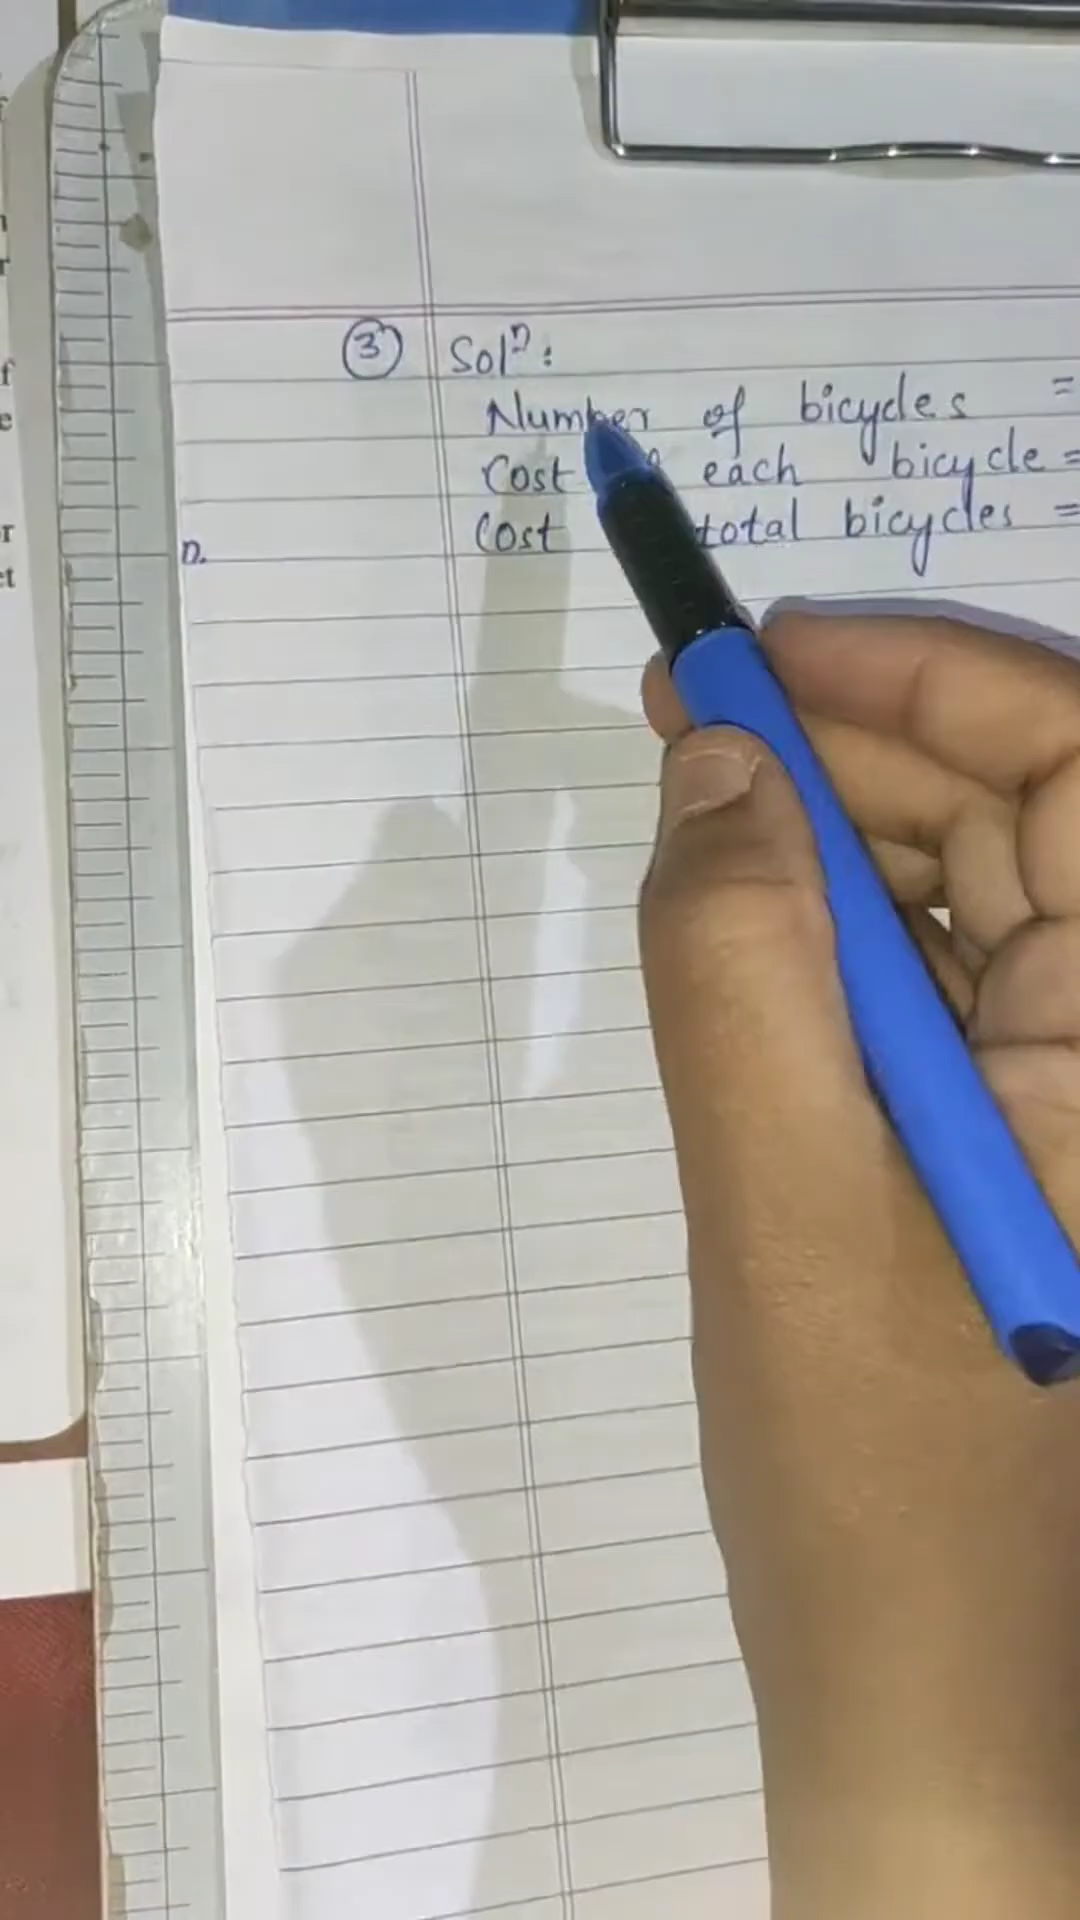 ③ Solⁿ:
Number of bicycles =
Cost each bicycle =
Cost total bicycles =
n.